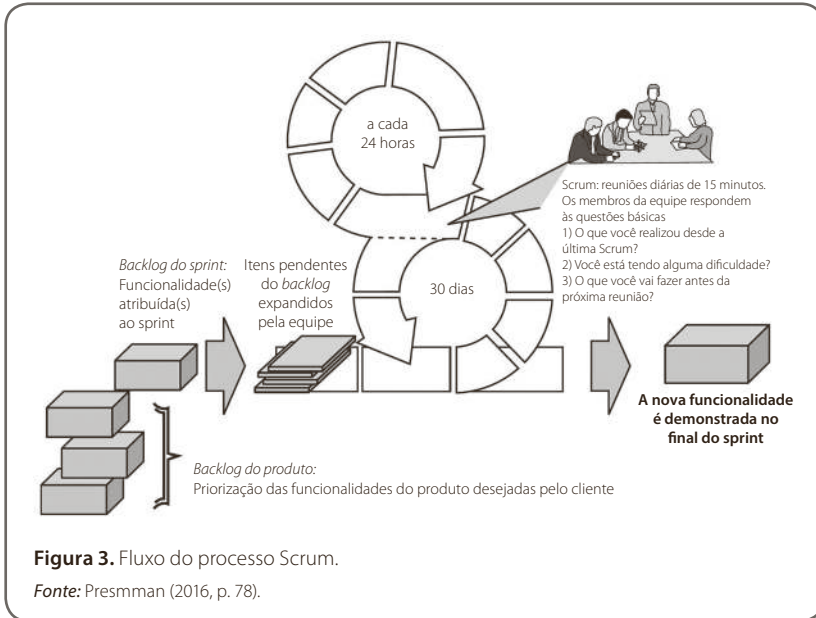 a cada
24 horas
Scrum: reuniões diárias de 15 minutos.
Os membros da equipe respondem
às questões básicas
1) O que você realizou desde a
última Scrum?
2) Você está tendo alguma dificuldade?
3) O que você vai fazer antes da
próxima reunião?
Backlog do sprint:
Funcionalidade(s)
atribuída(s)
ao sprint
Itens pendentes
do backlog
expandidos
pela equipe
30 dias
A nova funcionalidade
é demonstrada no
final do sprint
Backlog do produto:
Priorização das funcionalidades do produto desejadas pelo cliente
Figura 3. Fluxo do processo Scrum.
Fonte: Presmman (2016, p. 78).